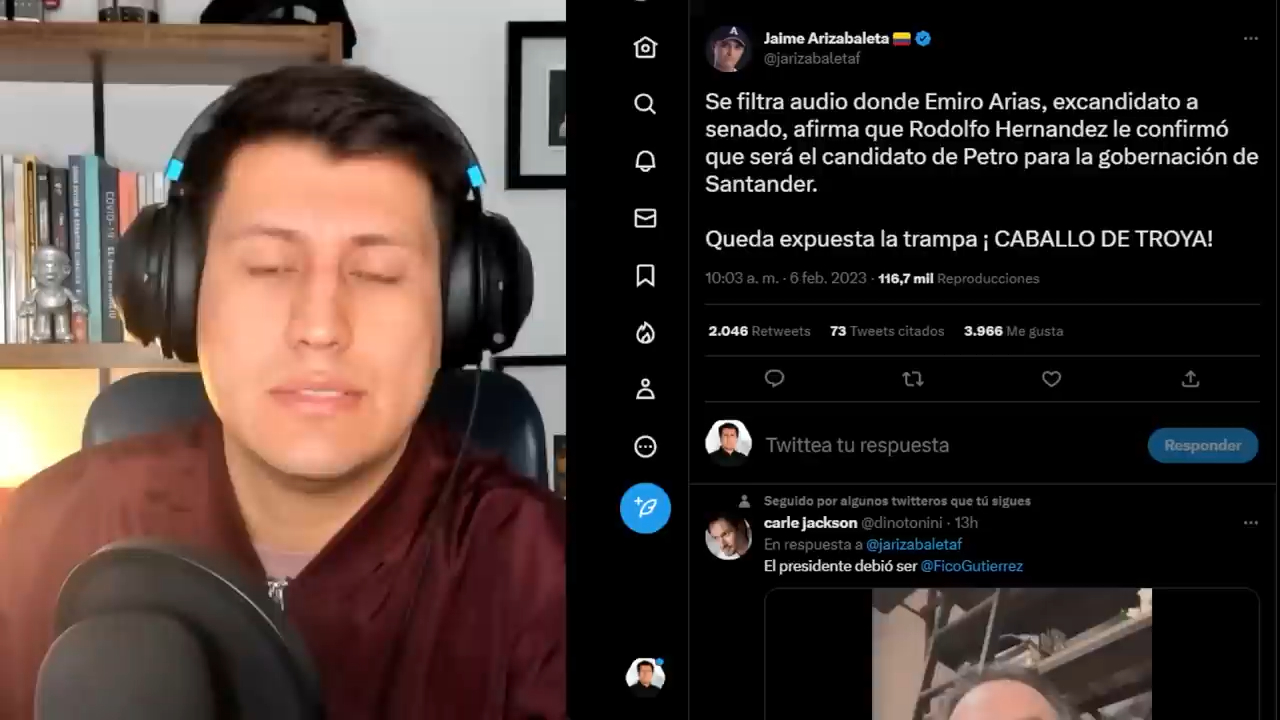 COVID-19
Jaime Arizabaleta
@jarizabaletaf
Se filtra audio donde Emiro Arias, excandidato a
senado, afirma que Rodolfo Hernandez le confirmó
que será el candidato de Petro para la gobernación de
Santander.
Queda expuesta la trampa ¡ CABALLO DE TROYA!
10:03 a. m. · 6 feb. 2023 · 116,7 mil Reproducciones
2.046 Retweets 73 Tweets citados 3.966 Me gusta
Twittea tu respuesta
Responder
Seguido por algunos twitteros que tú sigues
carle jackson @dinotonini · 13h
En respuesta a @jarizabaletaf
El presidente debió ser @FicoGutierrez